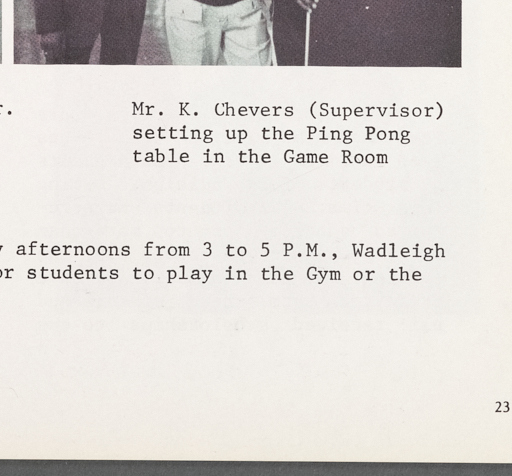 Mr. K. Chevers (Supervisor)
setting up the Ping Pong
table in the Game Room
afternoons from 3 to 5 P.M., Wadleigh
students to play in the Gym or the
23